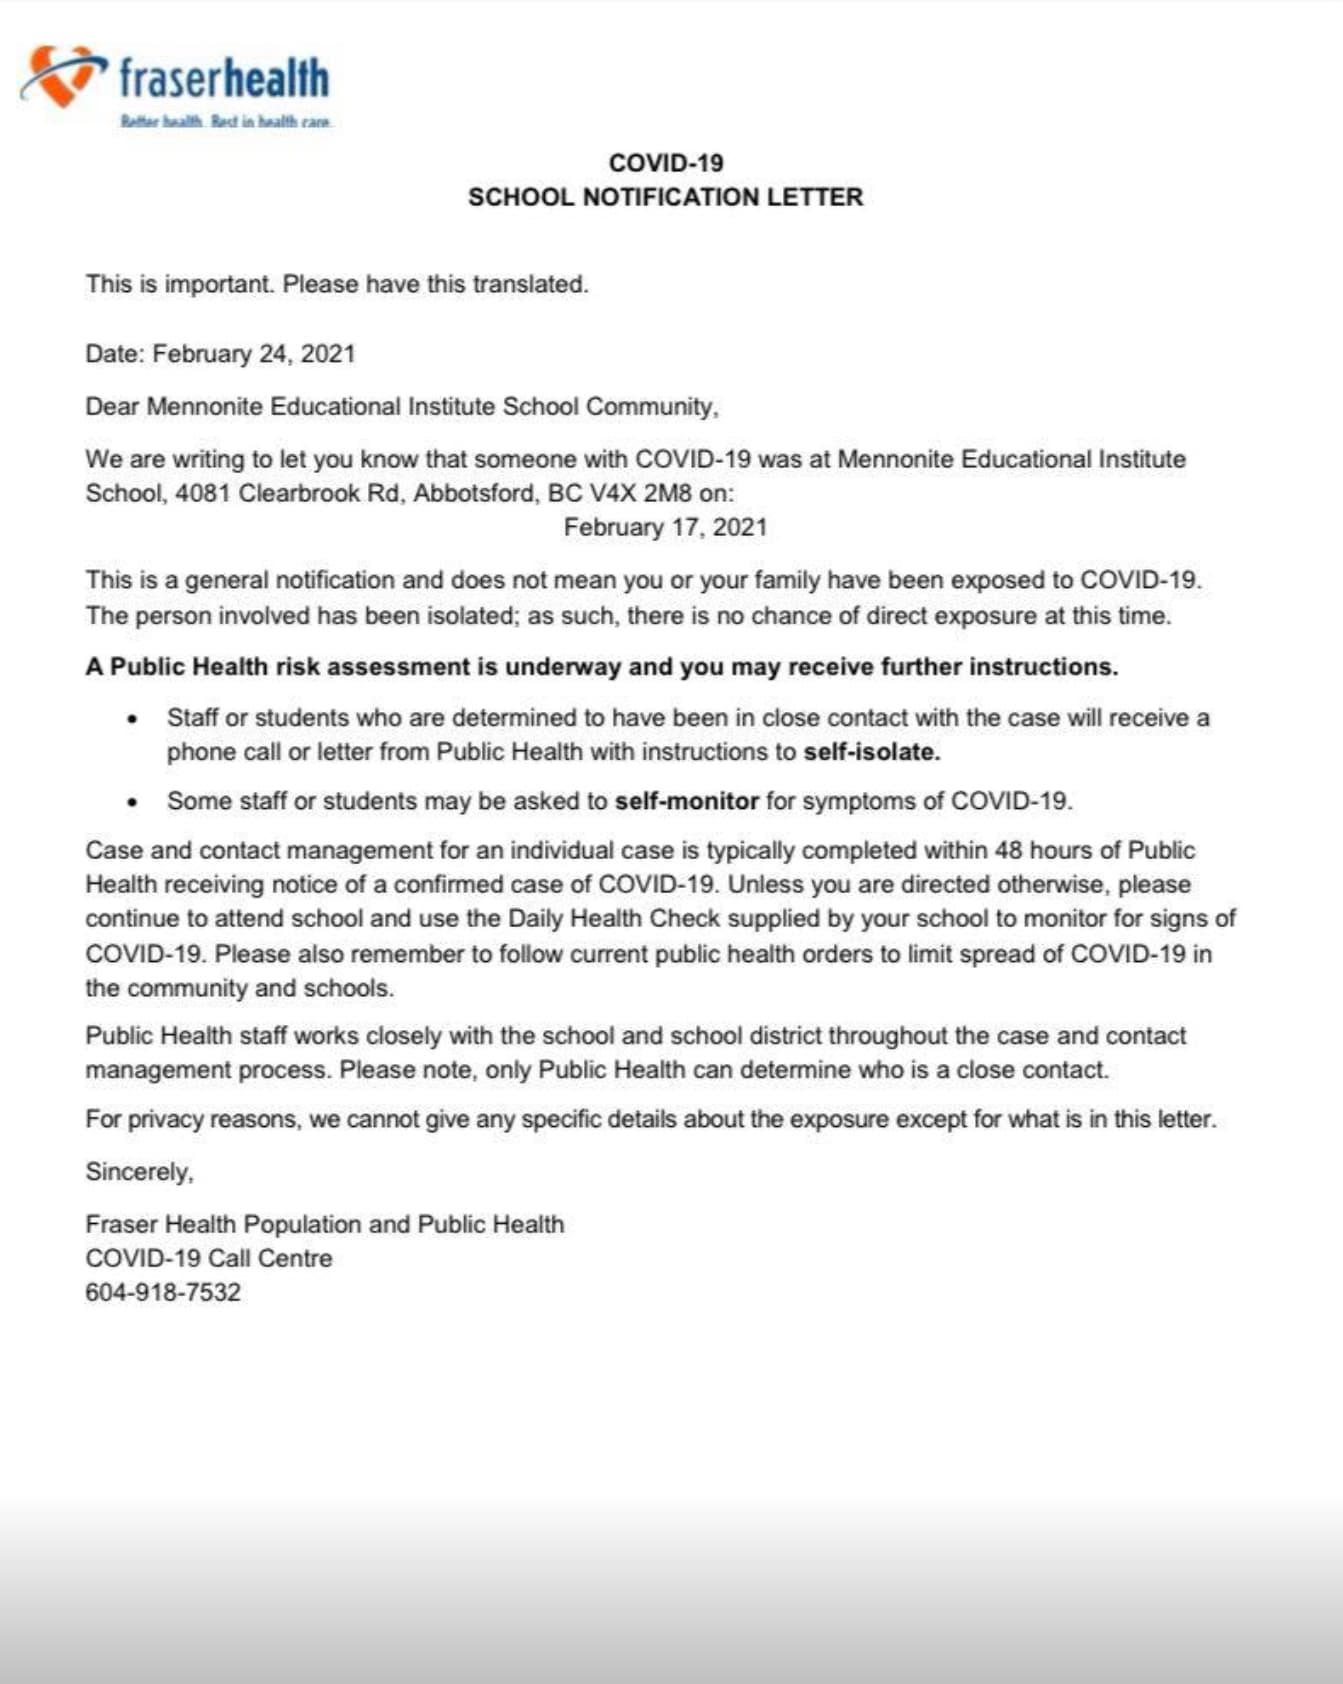 fraserhealth
Better health. Best in health care.
COVID-19
SCHOOL NOTIFICATION LETTER
This is important. Please have this translated.
Date: February 24, 2021
Dear Mennonite Educational Institute School Community,
We are writing to let you know that someone with COVID-19 was at Mennonite Educational Institute
School, 4081 Clearbrook Rd, Abbotsford, BC V4X 2M8 on:
February 17, 2021
This is a general notification and does not mean you or your family have been exposed to COVID-19.
The person involved has been isolated; as such, there is no chance of direct exposure at this time.
A Public Health risk assessment is underway and you may receive further instructions.
• Staff or students who are determined to have been in close contact with the case will receive a
phone call or letter from Public Health with instructions to self-isolate.
• Some staff or students may be asked to self-monitor for symptoms of COVID-19.
Case and contact management for an individual case is typically completed within 48 hours of Public
Health receiving notice of a confirmed case of COVID-19. Unless you are directed otherwise, please
continue to attend school and use the Daily Health Check supplied by your school to monitor for signs of
COVID-19. Please also remember to follow current public health orders to limit spread of COVID-19 in
the community and schools.
Public Health staff works closely with the school and school district throughout the case and contact
management process. Please note, only Public Health can determine who is a close contact.
For privacy reasons, we cannot give any specific details about the exposure except for what is in this letter.
Sincerely,
Fraser Health Population and Public Health
COVID-19 Call Centre
604-918-7532